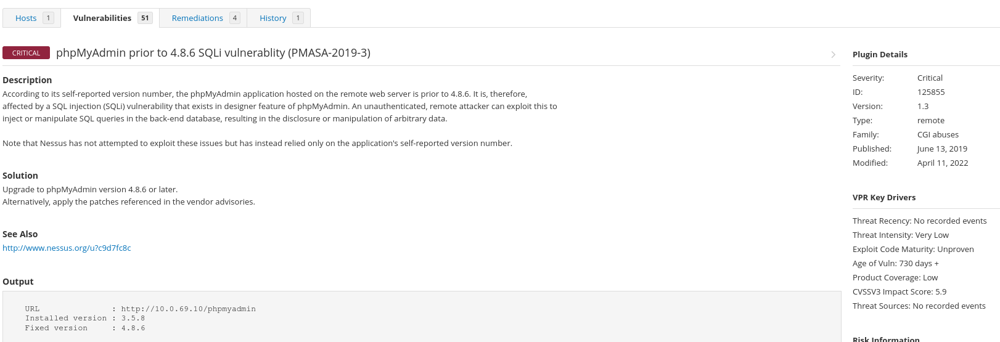 Hosts 1 Vulnerabilities 51 Remediations 4 History 1
CRITICAL phpMyAdmin prior to 4.8.6 SQLi vulnerablity (PMASA-2019-3)
Description
According to its self-reported version number, the phpMyAdmin application hosted on the remote web server is prior to 4.8.6. It is, therefore,
affected by a SQL injection (SQLi) vulnerability that exists in designer feature of phpMyAdmin. An unauthenticated, remote attacker can exploit this to
inject or manipulate SQL queries in the back-end database, resulting in the disclosure or manipulation of arbitrary data.
Note that Nessus has not attempted to exploit these issues but has instead relied only on the application's self-reported version number.
Solution
Upgrade to phpMyAdmin version 4.8.6 or later.
Alternatively, apply the patches referenced in the vendor advisories.
See Also
http://www.nessus.org/u?c9d7fc8c
Output
URL : http://10.0.69.10/phpmyadmin
Installed version : 3.5.8
Fixed version : 4.8.6
Plugin Details
Severity: Critical
ID: 125855
Version: 1.3
Type: remote
Family: CGI abuses
Published: June 13, 2019
Modified: April 11, 2022
VPR Key Drivers
Threat Recency: No recorded events
Threat Intensity: Very Low
Exploit Code Maturity: Unproven
Age of Vuln: 730 days +
Product Coverage: Low
CVSSV3 Impact Score: 5.9
Threat Sources: No recorded events
Risk Information